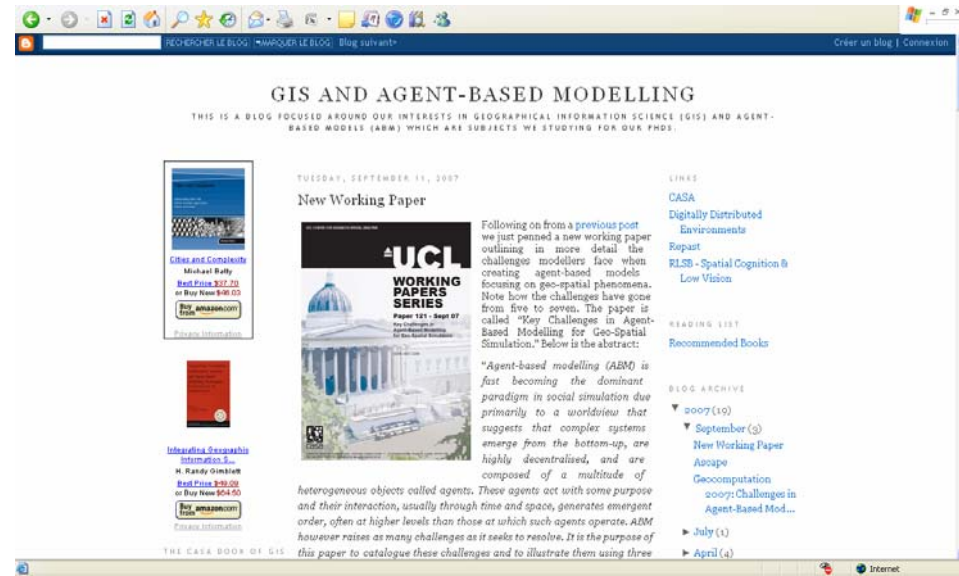 RECHERCHER LE BLOG MARQUER LE BLOG Blog suivant»
Créer un blog | Connexion
GIS AND AGENT-BASED MODELLING
THIS IS A BLOG FOCUSED AROUND OUR INTERESTS IN GEOGRAPHICAL INFORMATION SCIENCE (GIS) AND AGENT-
BASED MODELS (ABM) WHICH ARE SUBJECTS WE STUDYING FOR OUR PHDS.
Cities and Complexity
Michael Batty
Best Price $37.70
or Buy New $46.03
Buy from amazon.com
Privacy Information
Integrating Geographic
Information S...
H. Randy Gimblett
Best Price $49.09
or Buy New $64.60
Buy from amazon.com
Privacy Information
THE CASA BOOK OF GIS
TUESDAY, SEPTEMBER 11, 2007
New Working Paper
UCL
WORKING
PAPERS
SERIES
Paper 121 - Sept 07
Key Challenges in
Agent-Based Modelling
for Geo-Spatial
Simulation
Following on from a previous post
we just penned a new working paper
outlining in more detail the
challenges modellers face when
creating agent-based models
focusing on geo-spatial phenomena.
Note how the challenges have gone
from five to seven. The paper is
called "Key Challenges in Agent-
Based Modelling for Geo-Spatial
Simulation." Below is the abstract:
"Agent-based modelling (ABM) is
fast becoming the dominant
paradigm in social simulation due
primarily to a worldview that
suggests that complex systems
emerge from the bottom-up, are
highly decentralised, and are
composed of a multitude of
heterogeneous objects called agents. These agents act with some purpose
and their interaction, usually through time and space, generates emergent
order, often at higher levels than those at which such agents operate. ABM
however raises as many challenges as it seeks to resolve. It is the purpose of
this paper to catalogue these challenges and to illustrate them using three
LINKS
CASA
Digitally Distributed
Environments
Repast
RLSB - Spatial Cognition &
Low Vision
READING LIST
Recommended Books
BLOG ARCHIVE
▼ 2007 (19)
▼ September (3)
New Working Paper
Ascape
Geocomputation
2007: Challenges in
Agent-Based Mod...
► July (1)
► April (4)
Internet